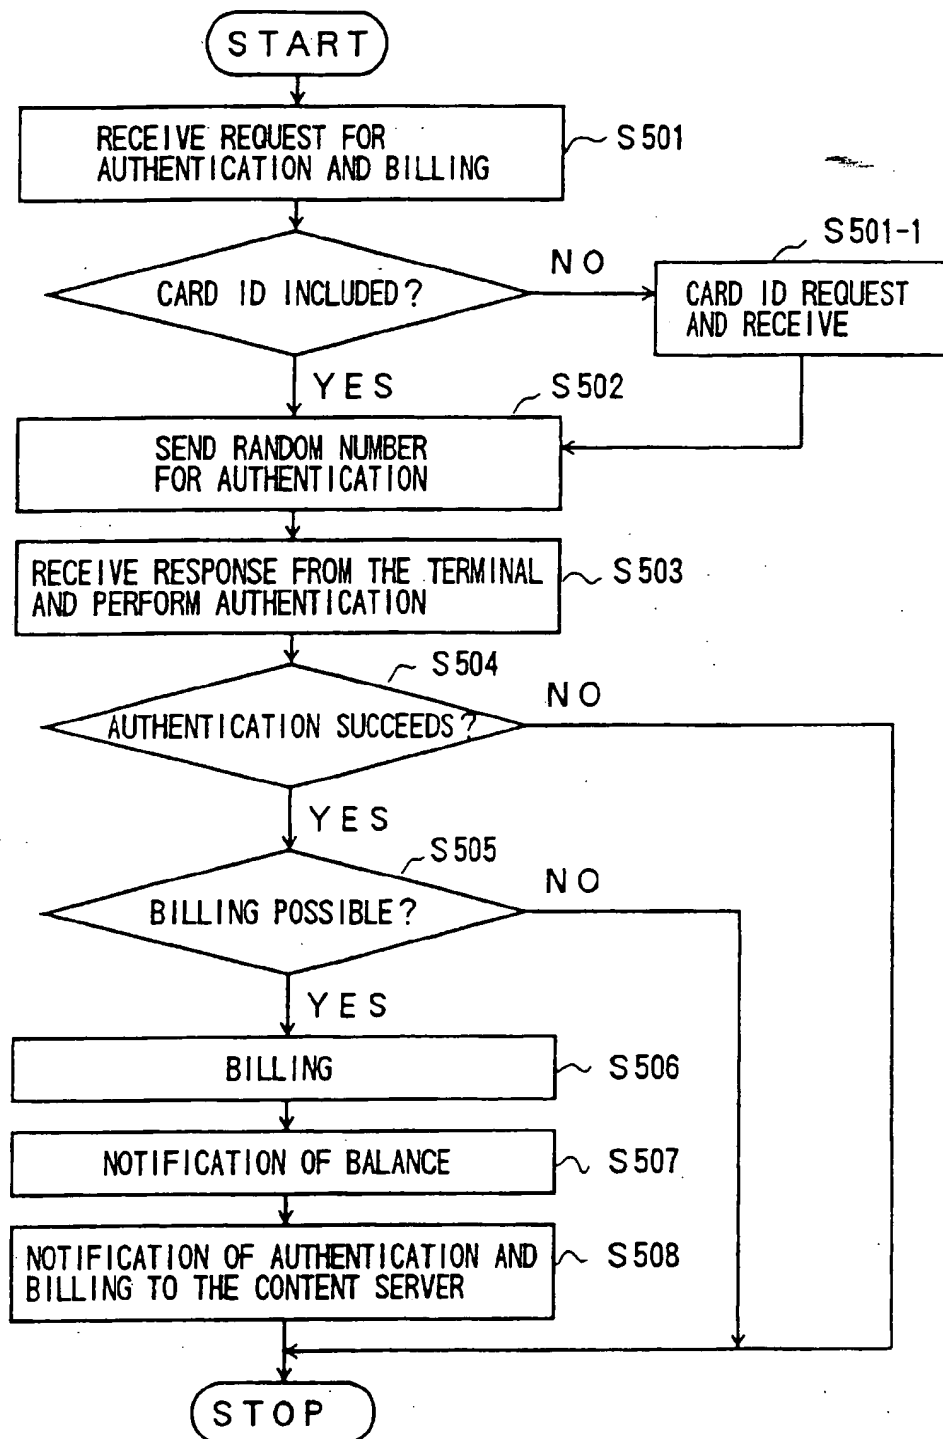 START
RECEIVE REQUEST FOR
AUTHENTICATION AND BILLING
S501
CARD ID INCLUDED?
NO
S501-1
CARD ID REQUEST
AND RECEIVE
YES
S502
SEND RANDOM NUMBER
FOR AUTHENTICATION
RECEIVE RESPONSE FROM THE TERMINAL
AND PERFORM AUTHENTICATION
S503
S504
AUTHENTICATION SUCCEEDS?
NO
YES
S505
BILLING POSSIBLE?
NO
YES
BILLING
S506
NOTIFICATION OF BALANCE
S507
NOTIFICATION OF AUTHENTICATION AND
BILLING TO THE CONTENT SERVER
S508
STOP